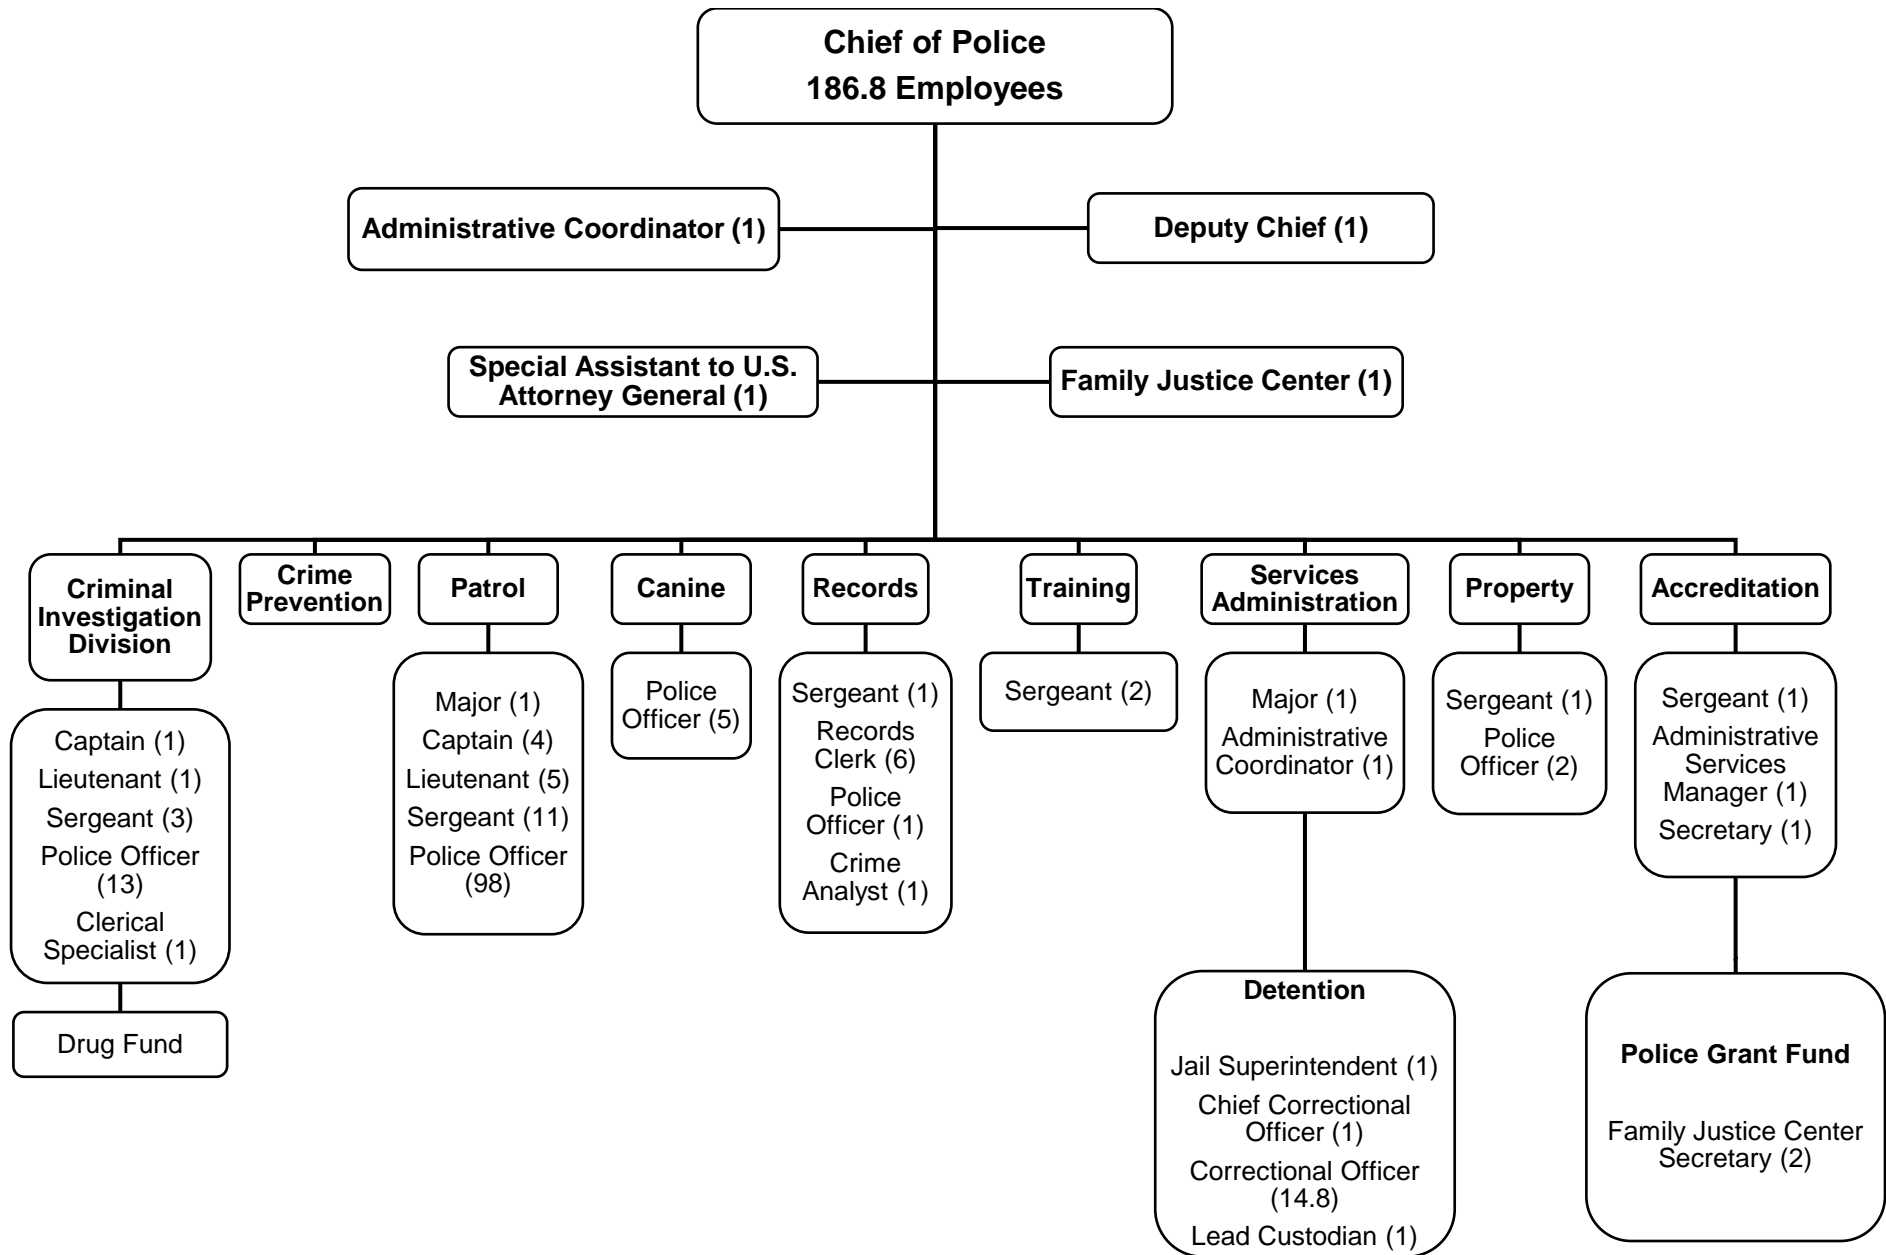 Chief of Police
186.8 Employees
Administrative Coordinator (1)
Deputy Chief (1)
Special Assistant to U.S.
Attorney General (1)
Family Justice Center (1)
Criminal
Investigation
Division
Captain (1)
Lieutenant (1)
Sergeant (3)
Police Officer
(13)
Clerical
Specialist (1)
Drug Fund
Crime
Prevention
Patrol
Major (1)
Captain (4)
Lieutenant (5)
Sergeant (11)
Police Officer
(98)
Canine
Police
Officer (5)
Records
Sergeant (1)
Records
Clerk (6)
Police
Officer (1)
Crime
Analyst (1)
Training
Sergeant (2)
Services
Administration
Major (1)
Administrative
Coordinator (1)
Detention
Jail Superintendent (1)
Chief Correctional
Officer (1)
Correctional Officer
(14.8)
Lead Custodian (1)
Property
Sergeant (1)
Police
Officer (2)
Accreditation
Sergeant (1)
Administrative
Services
Manager (1)
Secretary (1)
Police Grant Fund
Family Justice Center
Secretary (2)